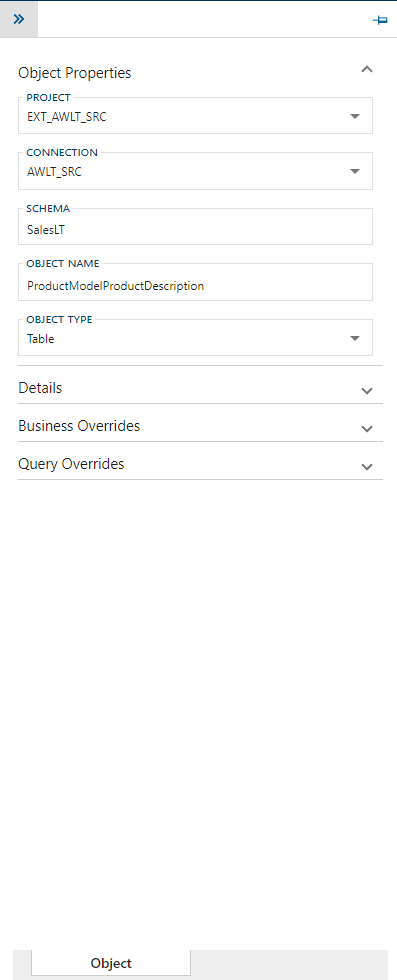 Object Properties
PROJECT
EXT_AWLT_SRC
CONNECTION
AWLT_SRC
SCHEMA
SalesLT
OBJECT NAME
ProductModelProductDescription
OBJECT TYPE
Table
Details
Business Overrides
Query Overrides
Object